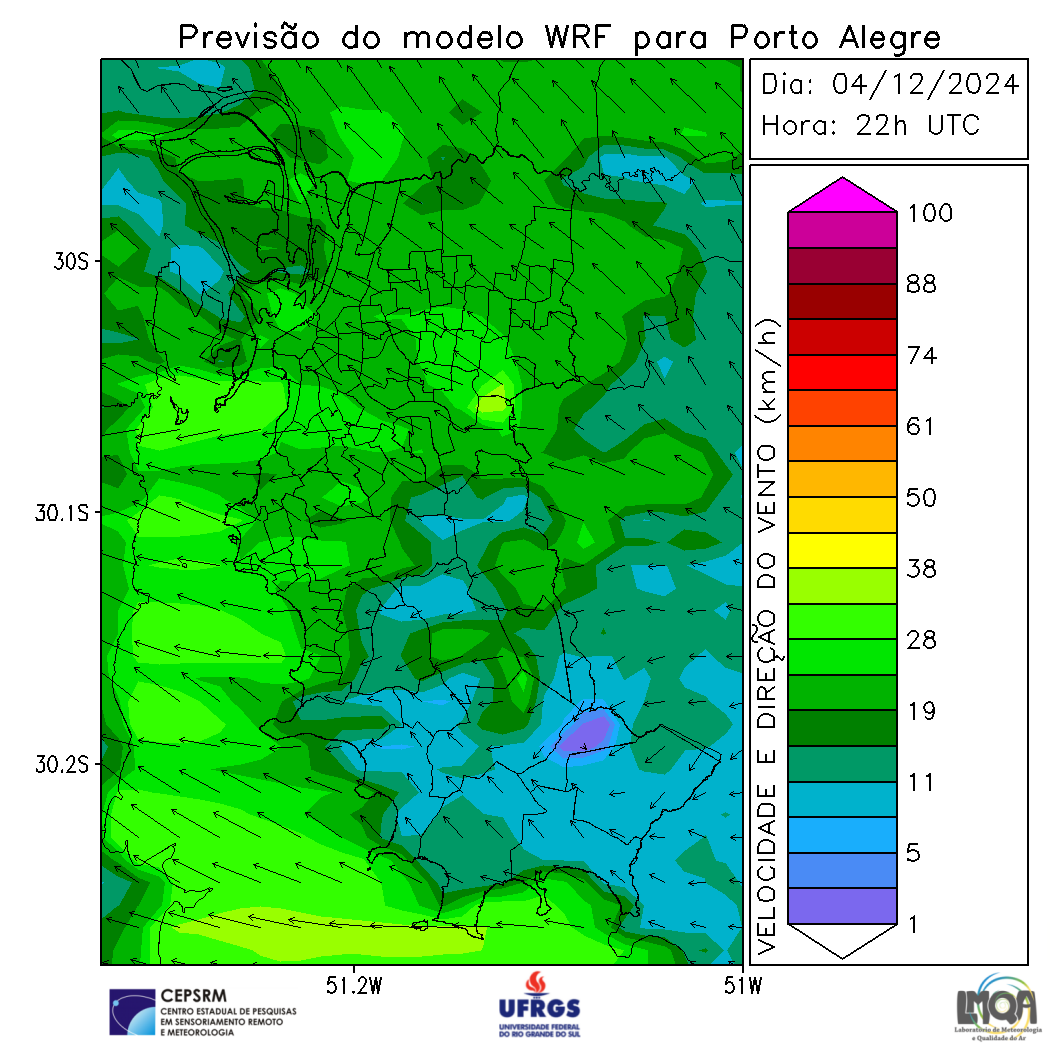 Previsão do modelo WRF para Porto Alegre
Dia: 04/12/2024
Hora: 22h UTC
30S
30.1S
30.2S
51.2W
51W
VELOCIDADE E DIREÇÃO DO VENTO (km/h)
100
88
74
61
50
38
28
19
11
5
1
CEPSRM
CENTRO ESTADUAL DE PESQUISAS
EM SENSORIAMENTO REMOTO
E METEOROLOGIA
UFRGS
UNIVERSIDADE FEDERAL
DO RIO GRANDE DO SUL
LMQA
Laboratório de Meteorologia
e Qualidade do Ar